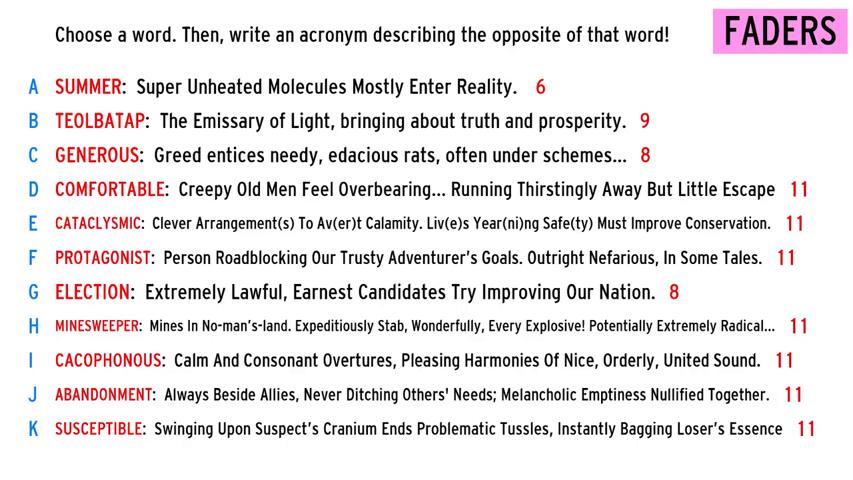 Choose a word. Then, write an acronym describing the opposite of that word!
FADERS
A SUMMER: Super Unheated Molecules Mostly Enter Reality. 6
B TEOLBATAP: The Emissary of Light, bringing about truth and prosperity. 9
C GENEROUS: Greed entices needy, edacious rats, often under schemes... 8
D COMFORTABLE: Creepy Old Men Feel Overbearing... Running Thirstingly Away But Little Escape 11
E CATACLYSMIC: Clever Arrangement(s) To Av(er)t Calamity. Liv(e)s Year(ni)ng Safe(ty) Must Improve Conservation. 11
F PROTAGONIST: Person Roadblocking Our Trusty Adventurer's Goals. Outright Nefarious, In Some Tales. 11
G ELECTION: Extremely Lawful, Earnest Candidates Try Improving Our Nation. 8
H MINESWEEPER: Mines In No-man's-land. Expeditiously Stab, Wonderfully, Every Explosive! Potentially Extremely Radical... 11
I CACOPHONOUS: Calm And Consonant Overtures, Pleasing Harmonies Of Nice, Orderly, United Sound. 11
J ABANDONMENT: Always Beside Allies, Never Ditching Others' Needs; Melancholic Emptiness Nullified Together. 11
K SUSCEPTIBLE: Swinging Upon Suspect's Cranium Ends Problematic Tussles, Instantly Bagging Loser's Essence 11